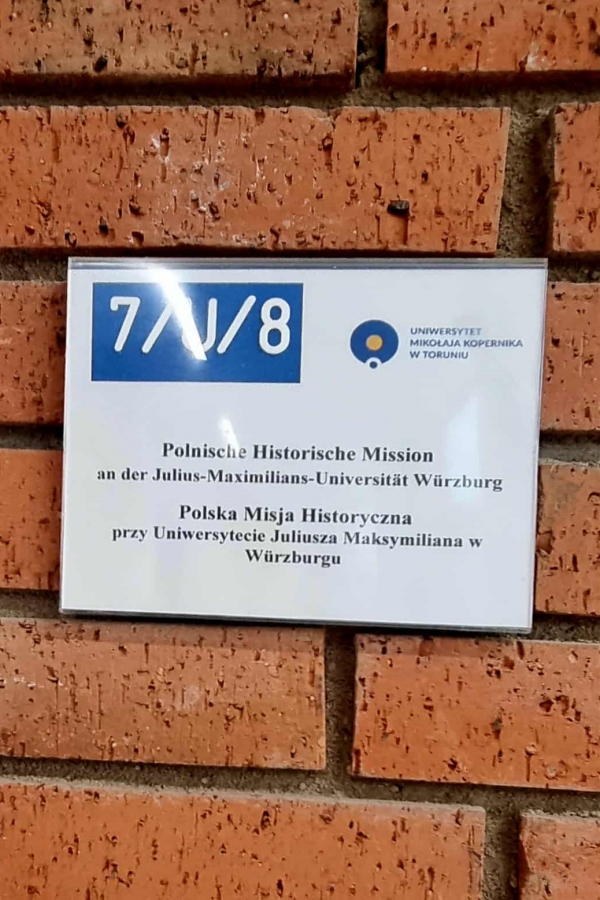 7/U/8
UNIWERSYTET
MIKOŁAJA KOPERNIKA
W TORUNIU
Polnische Historische Mission
an der Julius-Maximilians-Universität Würzburg
Polska Misja Historyczna
przy Uniwersytecie Juliusza Maksymiliana w
Würzburgu